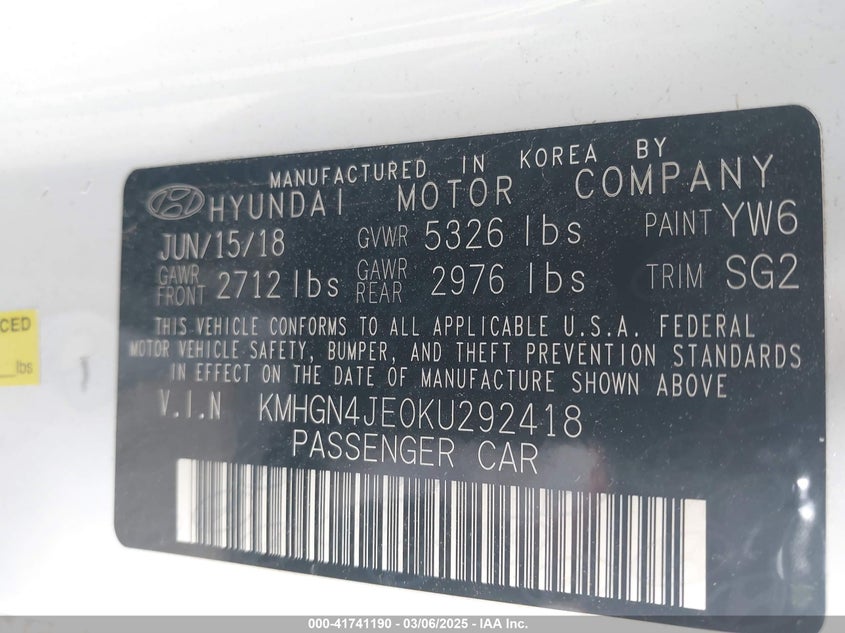 MANUFACTURED IN KOREA BY
HYUNDAI MOTOR COMPANY
JUN/15/18 GVWR 5326 lbs PAINT YW6
GAWR FRONT 2712 lbs GAWR REAR 2976 lbs TRIM SG2
THIS VEHICLE CONFORMS TO ALL APPLICABLE U.S.A. FEDERAL
MOTOR VEHICLE SAFETY, BUMPER, AND THEFT PREVENTION STANDARDS
IN EFFECT ON THE DATE OF MANUFACTURE SHOWN ABOVE
V.I.N KMHGN4JE0KU292418
PASSENGER CAR
CED
lbs
000-41741190 - 03/06/2025 - IAA Inc.